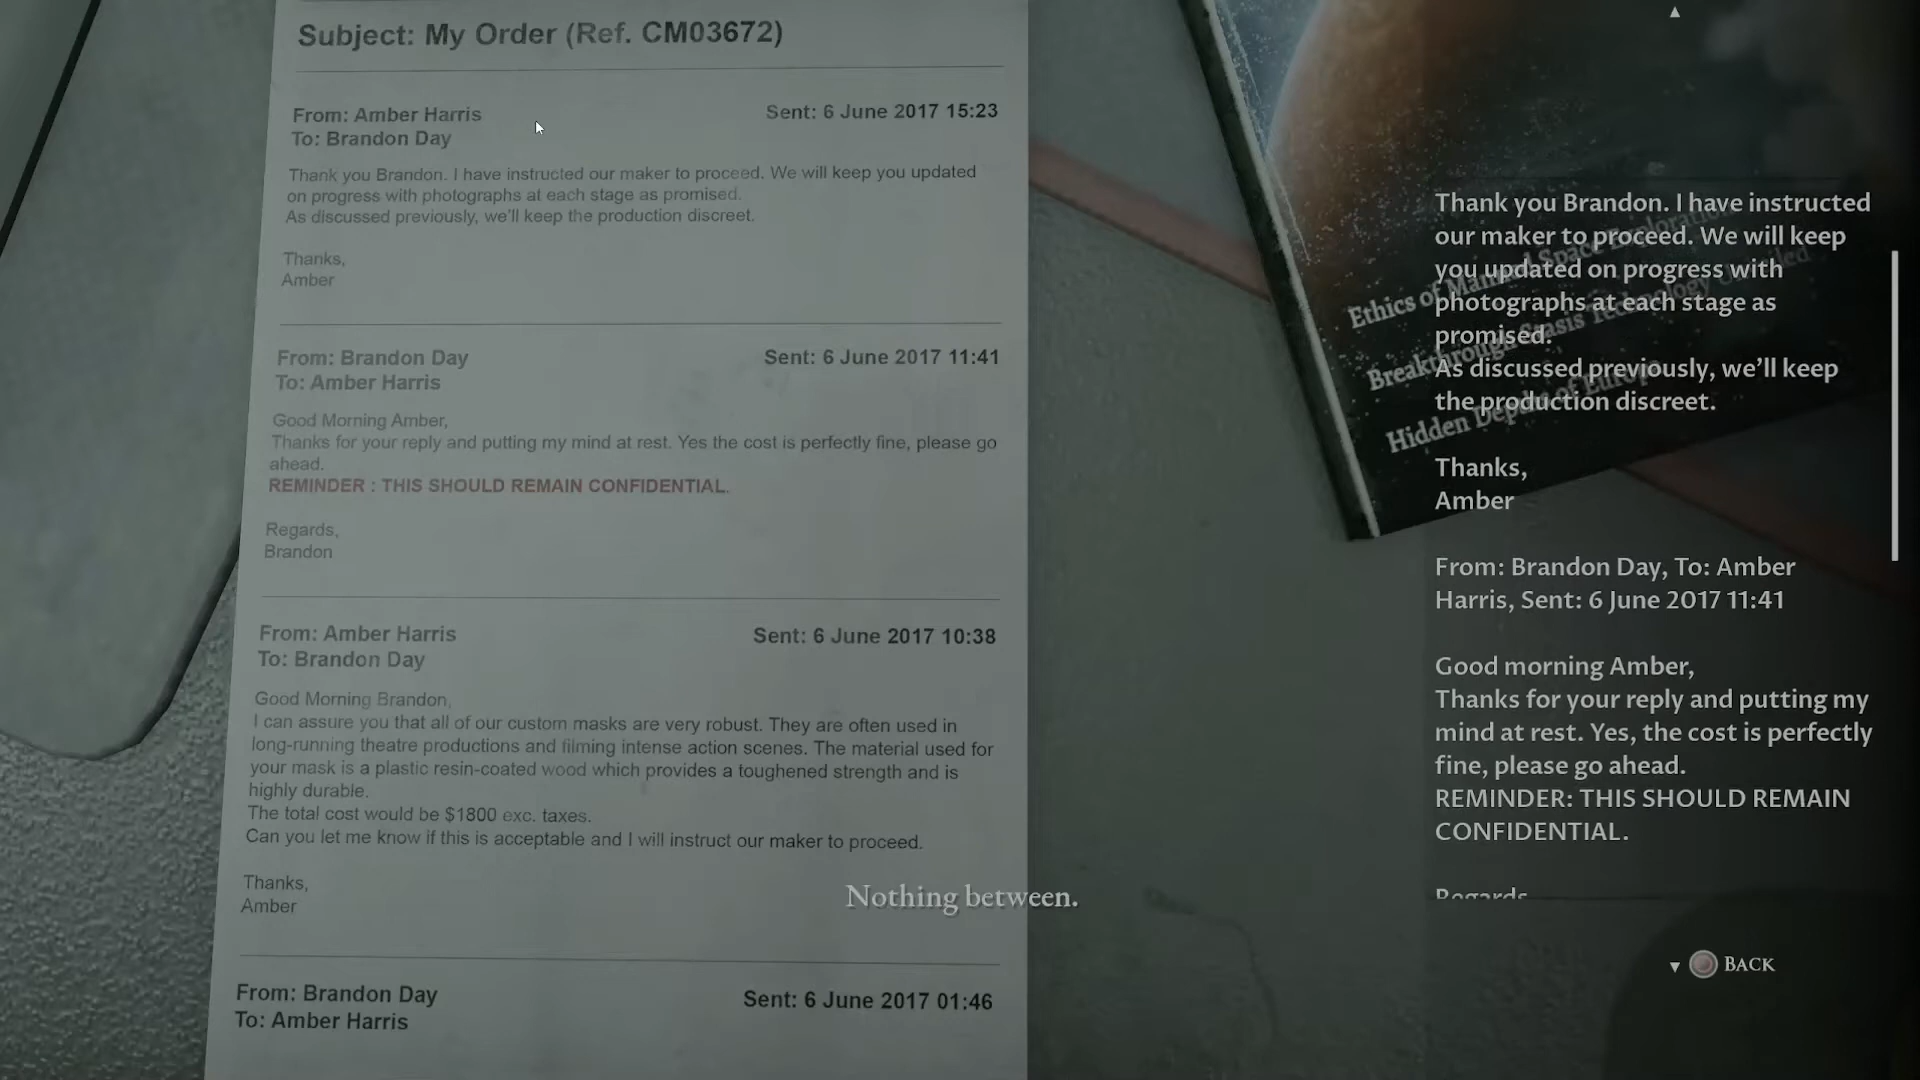 Subject: My Order (Ref. CM03672)
From: Amber Harris
Sent: 6 June 2017 15:23
To: Brandon Day
Thank you Brandon. I have instructed our maker to proceed. We will keep you updated
on progress with photographs at each stage as promised.
As discussed previously, we'll keep the production discreet.
Thanks,
Amber
From: Brandon Day
Sent: 6 June 2017 11:41
To: Amber Harris
Good Morning Amber,
Thanks for your reply and putting my mind at rest. Yes the cost is perfectly fine, please go
ahead.
REMINDER : THIS SHOULD REMAIN CONFIDENTIAL.
Regards,
Brandon
From: Amber Harris
Sent: 6 June 2017 10:38
To: Brandon Day
Good Morning Brandon,
I can assure you that all of our custom masks are very robust. They are often used in
long-running theatre productions and filming intense action scenes. The material used for
your mask is a plastic resin-coated wood which provides a toughened strength and is
highly durable.
The total cost would be $1800 exc. taxes.
Can you let me know if this is acceptable and I will instruct our maker to proceed.
Thanks,
Amber
From: Brandon Day
Sent: 6 June 2017 01:46
To: Amber Harris
Nothing between.
Ethics of Manned Space Exploration
Breakthrough Stasis Technology
Hidden Depths of Europa
Thank you Brandon. I have instructed
our maker to proceed. We will keep
you updated on progress with
photographs at each stage as
promised.
As discussed previously, we'll keep
the production discreet.
Thanks,
Amber
From: Brandon Day, To: Amber
Harris, Sent: 6 June 2017 11:41
Good morning Amber,
Thanks for your reply and putting my
mind at rest. Yes, the cost is perfectly
fine, please go ahead.
REMINDER: THIS SHOULD REMAIN
CONFIDENTIAL.
Regards
BACK